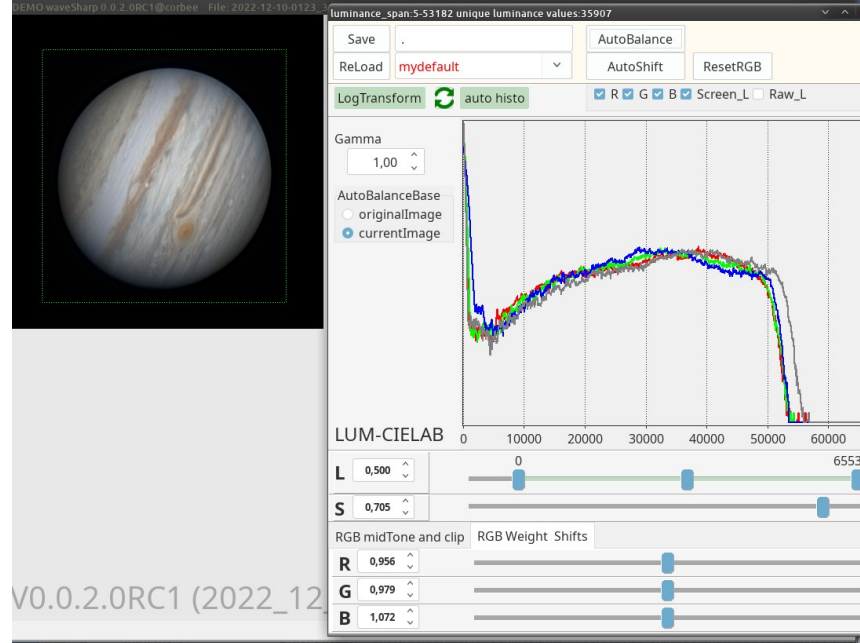 DEMO waveSharp 0.0.2.0RC1@corbee File: 2022-12-10-0123_3
luminance_span:5-53182 unique luminance values:35907
Save . AutoBalance
ReLoad mydefault AutoShift ResetRGB
LogTransform auto histo R G B Screen_L Raw_L
Gamma
1,00
AutoBalanceBase
originalImage
currentImage
LUM-CIELAB
0 10000 20000 30000 40000 50000 60000
0 6553
L 0,500
S 0,705
RGB midTone and clip RGB Weight Shifts
R 0,956
G 0,979
B 1,072
V0.0.2.0RC1 (2022_12_